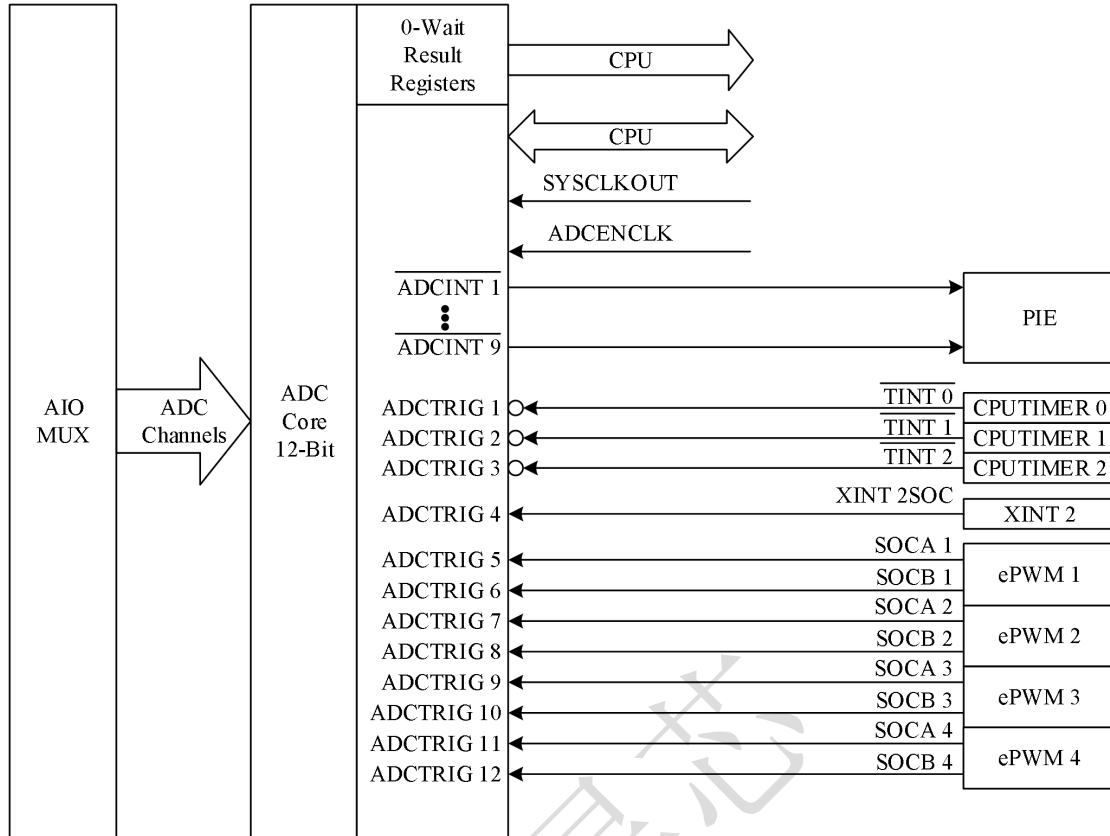 0-Wait
Result
Registers
CPU
CPU
SYSCLKOUT
ADCENCLK
ADCINT 1
ADCINT 9
PIE
AIO
MUX
ADC
Channels
ADC
Core
12-Bit
ADCTRIG 1
TINT 0
CPUTIMER 0
ADCTRIG 2
TINT 1
CPUTIMER 1
ADCTRIG 3
TINT 2
CPUTIMER 2
ADCTRIG 4
XINT 2SOC
XINT 2
ADCTRIG 5
SOCA 1
ePWM 1
ADCTRIG 6
SOCB 1
ADCTRIG 7
SOCA 2
ePWM 2
ADCTRIG 8
SOCB 2
ADCTRIG 9
SOCA 3
ePWM 3
ADCTRIG 10
SOCB 3
ADCTRIG 11
SOCA 4
ePWM 4
ADCTRIG 12
SOCB 4
芯